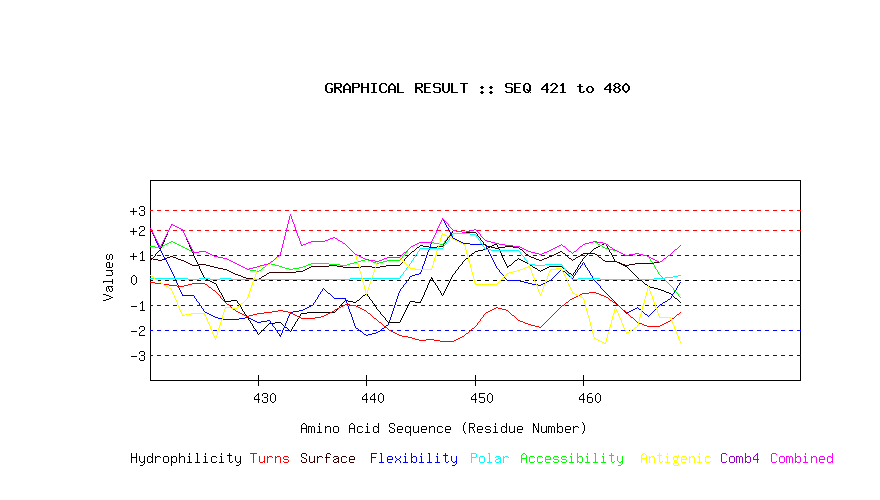 GRAPHICAL RESULT :: SEQ 421 to 480
+3
+2
+1
0
-1
-2
-3
Values
430 440 450 460
Amino Acid Sequence (Residue Number)
Hydrophilicity Turns Surface Flexibility Polar Accessibility Antigenic Comb4 Combined